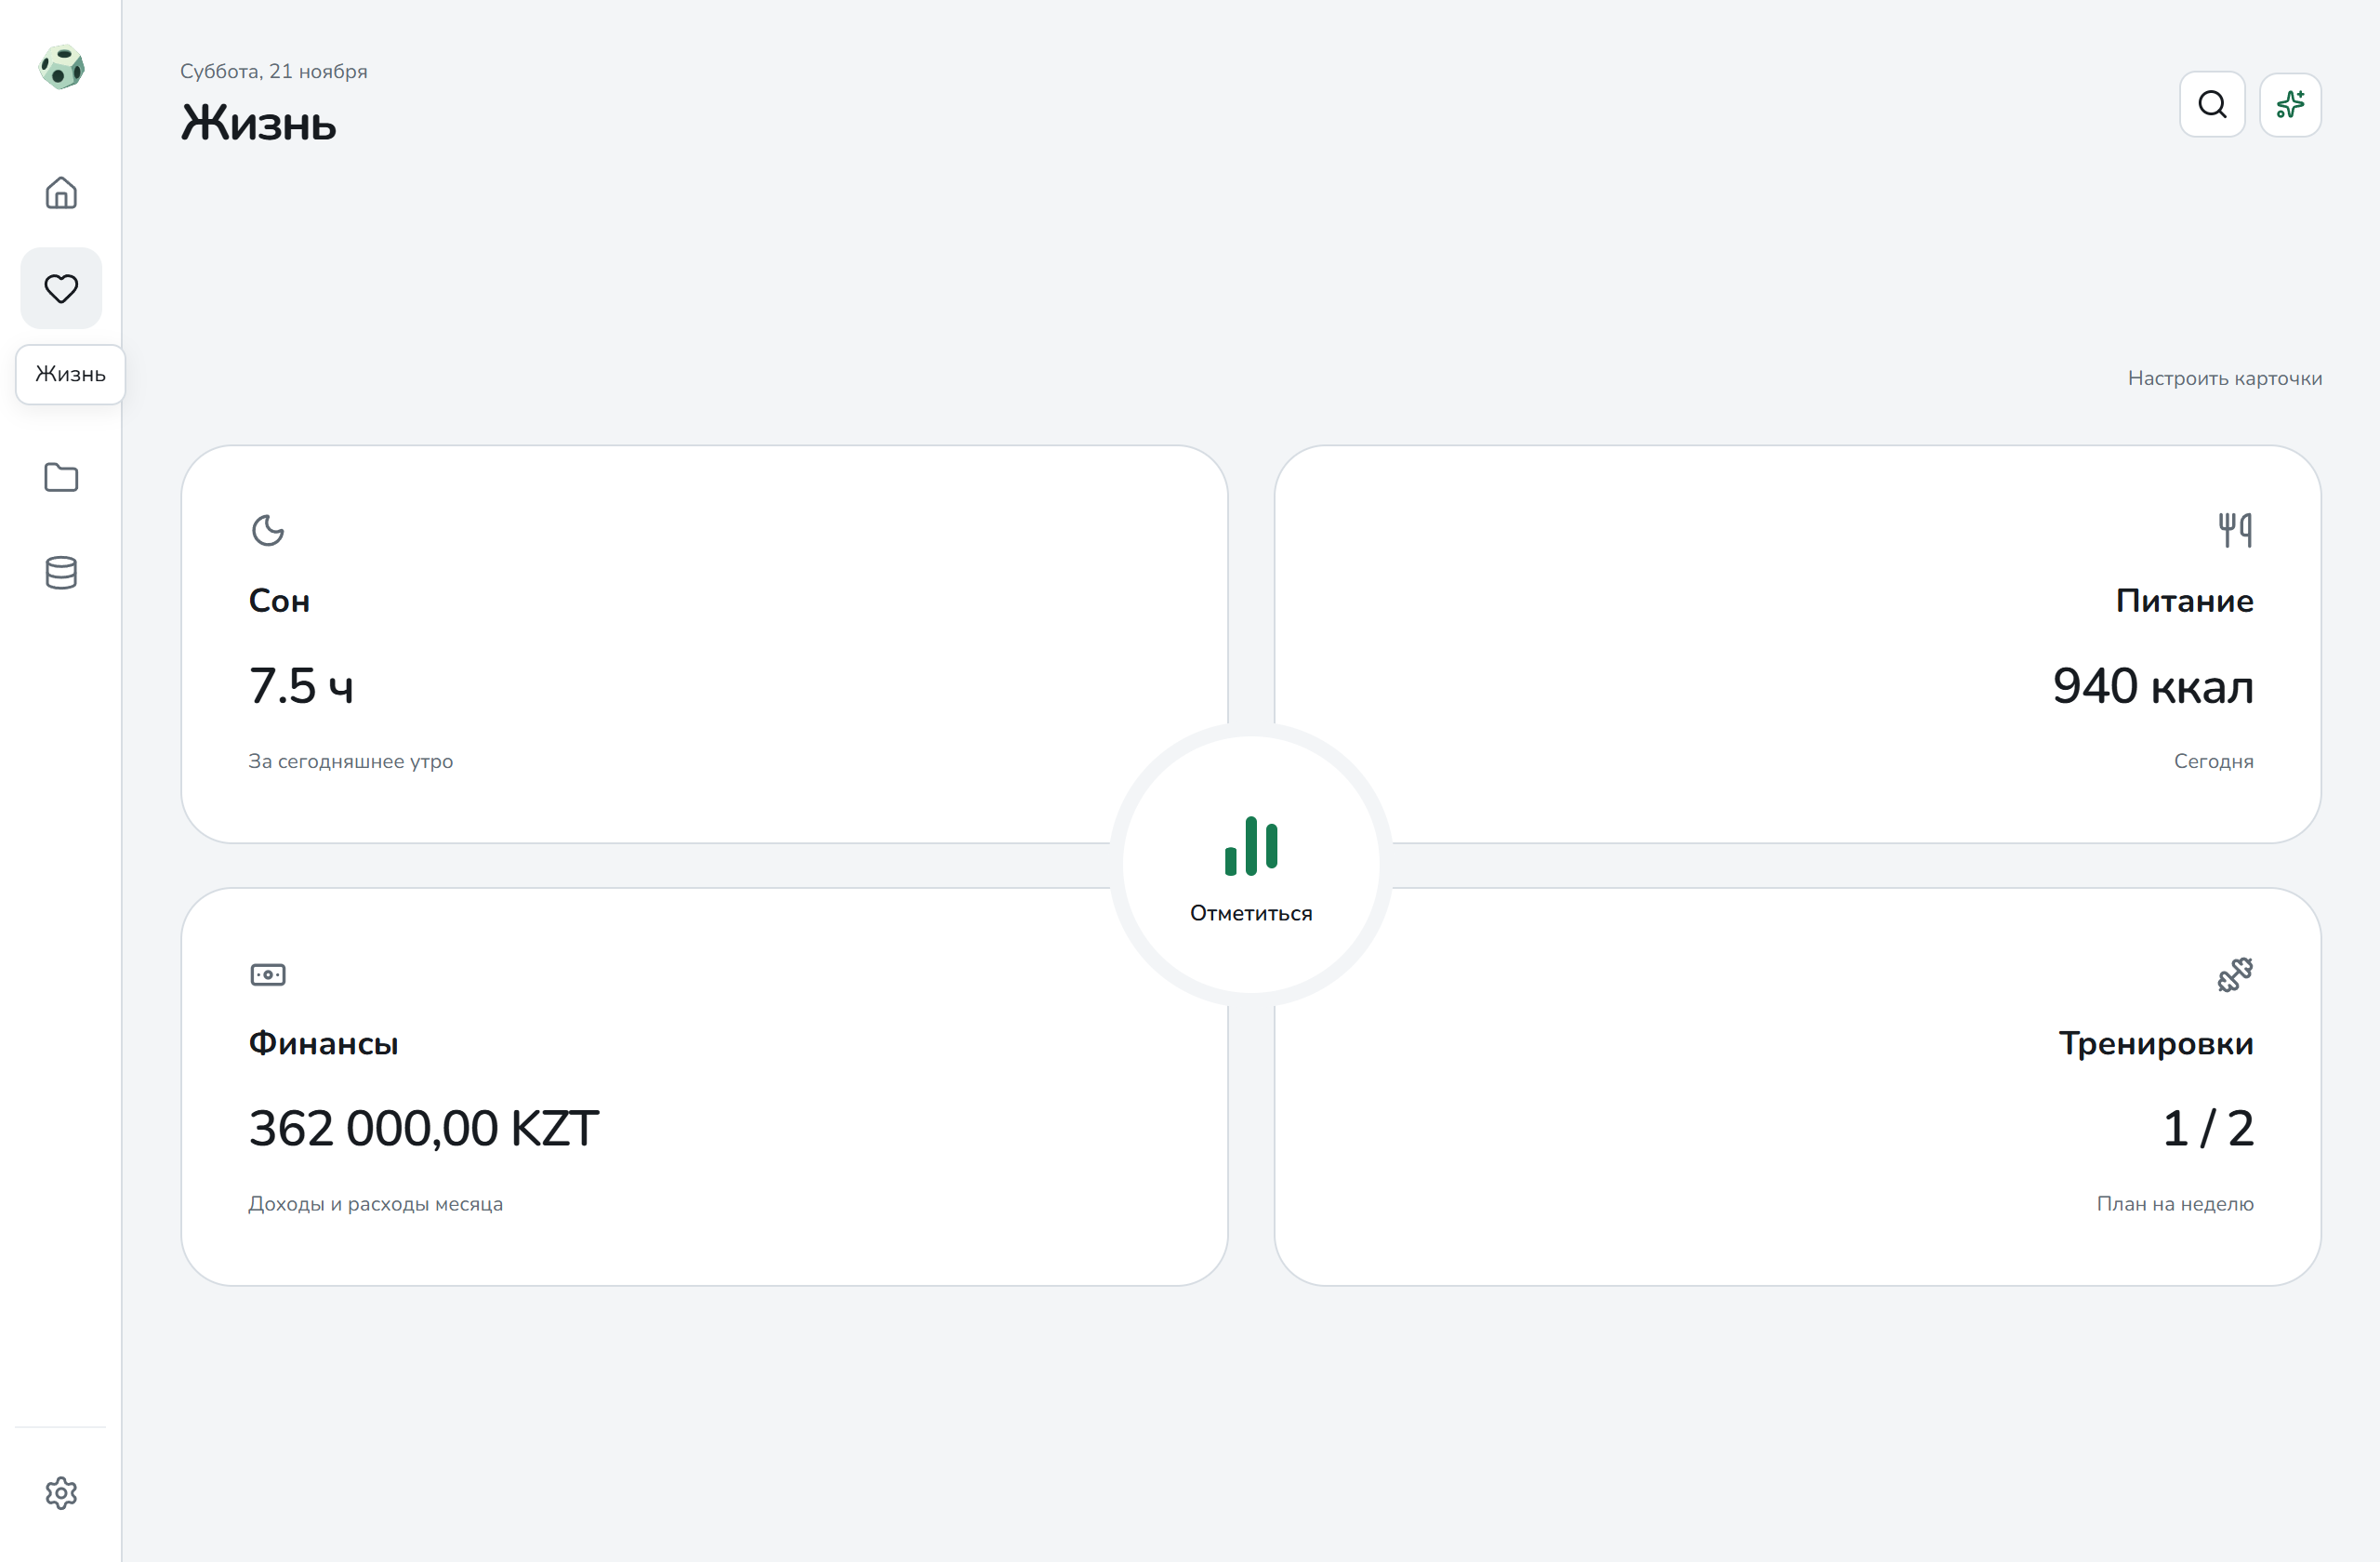 Суббота, 21 ноября
Жизнь
Жизнь
Настроить карточки
Сон
7.5 ч
За сегодняшнее утро
Питание
940 ккал
Сегодня
Отметиться
Финансы
362 000,00 KZT
Доходы и расходы месяца
Тренировки
1 / 2
План на неделю